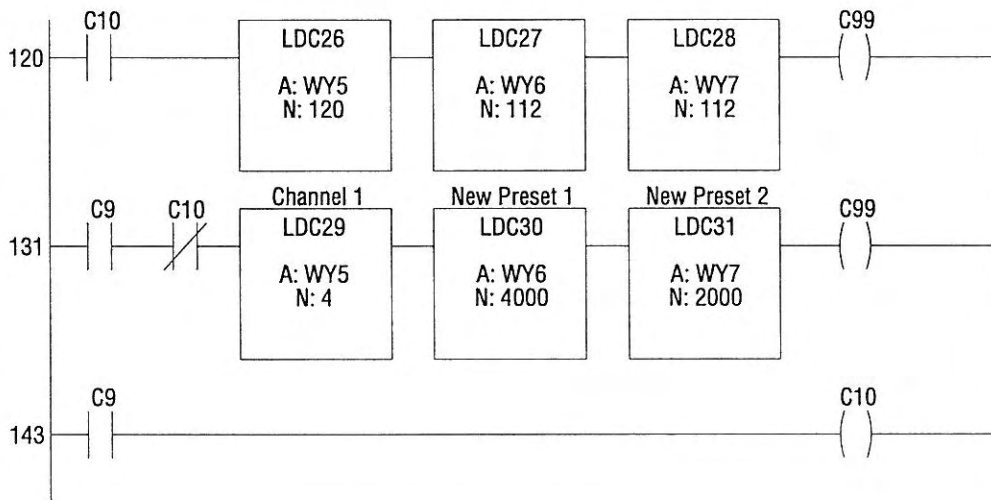 C10 C99
120 LDC26 LDC27 LDC28
A: WY5 A: WY6 A: WY7
N: 120 N: 112 N: 112
Channel 1 New Preset 1 New Preset 2
C9 C10 LDC29 LDC30 LDC31 C99
131 A: WY5 A: WY6 A: WY7
N: 4 N: 4000 N: 2000
C9 C10
143